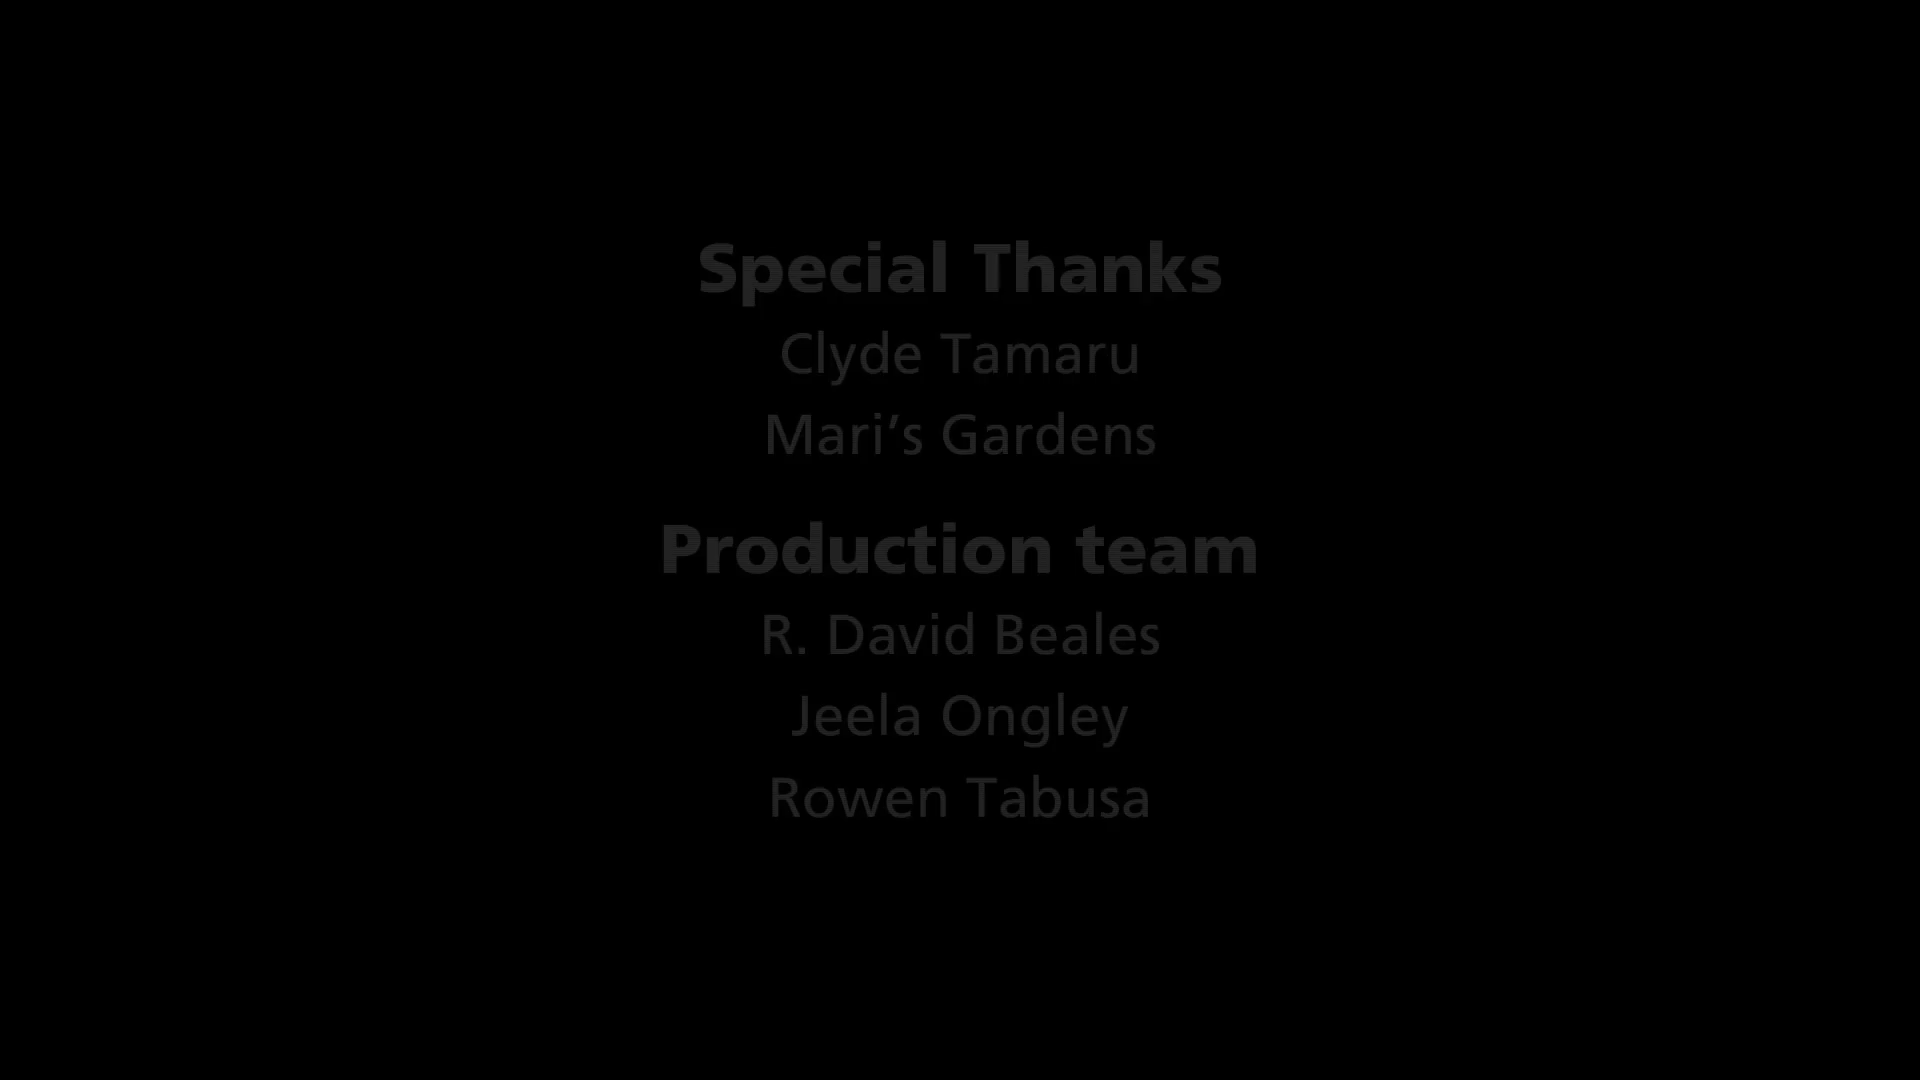 Special Thanks
Clyde Tamaru
Mari’s Gardens
Production team
R. David Beales
Jeela Ongley
Rowen Tabusa